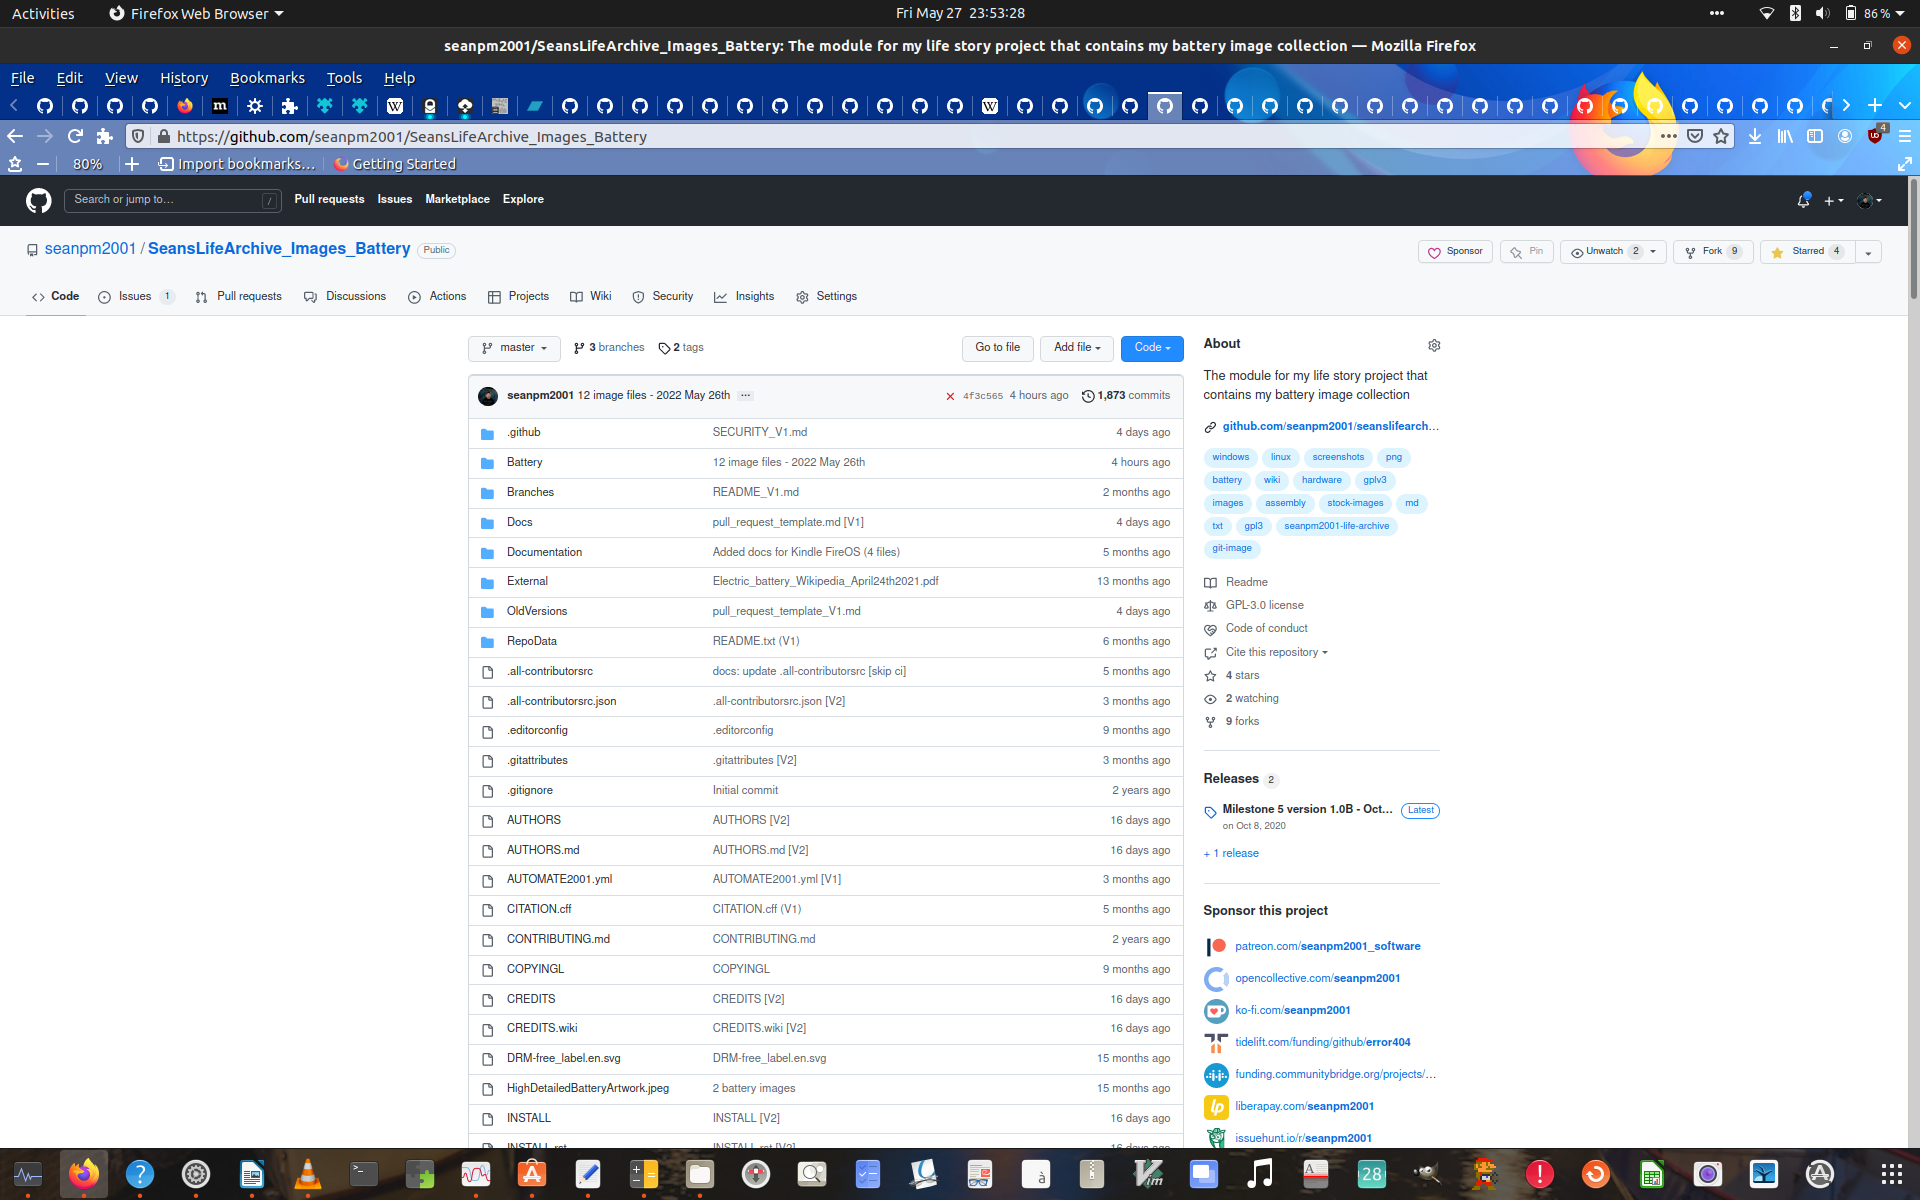 Activities Firefox Web Browser Fri May 27 23:53:28 86 %
seanpm2001/SeansLifeArchive_Images_Battery: The module for my life story project that contains my battery image collection — Mozilla Firefox
File Edit View History Bookmarks Tools Help
https://github.com/seanpm2001/SeansLifeArchive_Images_Battery 4
80% Import bookmarks... Getting Started
Search or jump to... / Pull requests Issues Marketplace Explore
seanpm2001 / SeansLifeArchive_Images_Battery Public Sponsor Pin Unwatch 2 Fork 9 Starred 4
Code Issues 1 Pull requests Discussions Actions Projects Wiki Security Insights Settings
master 3 branches 2 tags Go to file Add file Code
seanpm2001 12 image files - 2022 May 26th ... 4f3c565 4 hours ago 1,873 commits
.github SECURITY_V1.md 4 days ago
Battery 12 image files - 2022 May 26th 4 hours ago
Branches README_V1.md 2 months ago
Docs pull_request_template.md [V1] 4 days ago
Documentation Added docs for Kindle FireOS (4 files) 5 months ago
External Electric_battery_Wikipedia_April24th2021.pdf 13 months ago
OldVersions pull_request_template_V1.md 4 days ago
RepoData README.txt (V1) 6 months ago
.all-contributorsrc docs: update .all-contributorsrc [skip ci] 5 months ago
.all-contributorsrc.json .all-contributorsrc.json [V2] 3 months ago
.editorconfig .editorconfig 9 months ago
.gitattributes .gitattributes [V2] 3 months ago
.gitignore Initial commit 2 years ago
AUTHORS AUTHORS [V2] 16 days ago
AUTHORS.md AUTHORS.md [V2] 16 days ago
AUTOMATE2001.yml AUTOMATE2001.yml [V1] 3 months ago
CITATION.cff CITATION.cff (V1) 5 months ago
CONTRIBUTING.md CONTRIBUTING.md 2 years ago
COPYINGL COPYINGL 9 months ago
CREDITS CREDITS [V2] 16 days ago
CREDITS.wiki CREDITS.wiki [V2] 16 days ago
DRM-free_label.en.svg DRM-free_label.en.svg 15 months ago
HighDetailedBatteryArtwork.jpeg 2 battery images 15 months ago
INSTALL INSTALL [V2] 16 days ago
INSTALL.rst INSTALL.rst [V2] 16 days ago
About
The module for my life story project that
contains my battery image collection
github.com/seanpm2001/seanslifearch...
windows linux screenshots png
battery wiki hardware gplv3
images assembly stock-images md
txt gpl3 seanpm2001-life-archive
git-image
Readme
GPL-3.0 license
Code of conduct
Cite this repository
4 stars
2 watching
9 forks
Releases 2
Milestone 5 version 1.0B - Oct... Latest
on Oct 8, 2020
+ 1 release
Sponsor this project
patreon.com/seanpm2001_software
opencollective.com/seanpm2001
ko-fi.com/seanpm2001
tidelift.com/funding/github/error404
funding.communitybridge.org/projects/...
liberapay.com/seanpm2001
issuehunt.io/r/seanpm2001
28